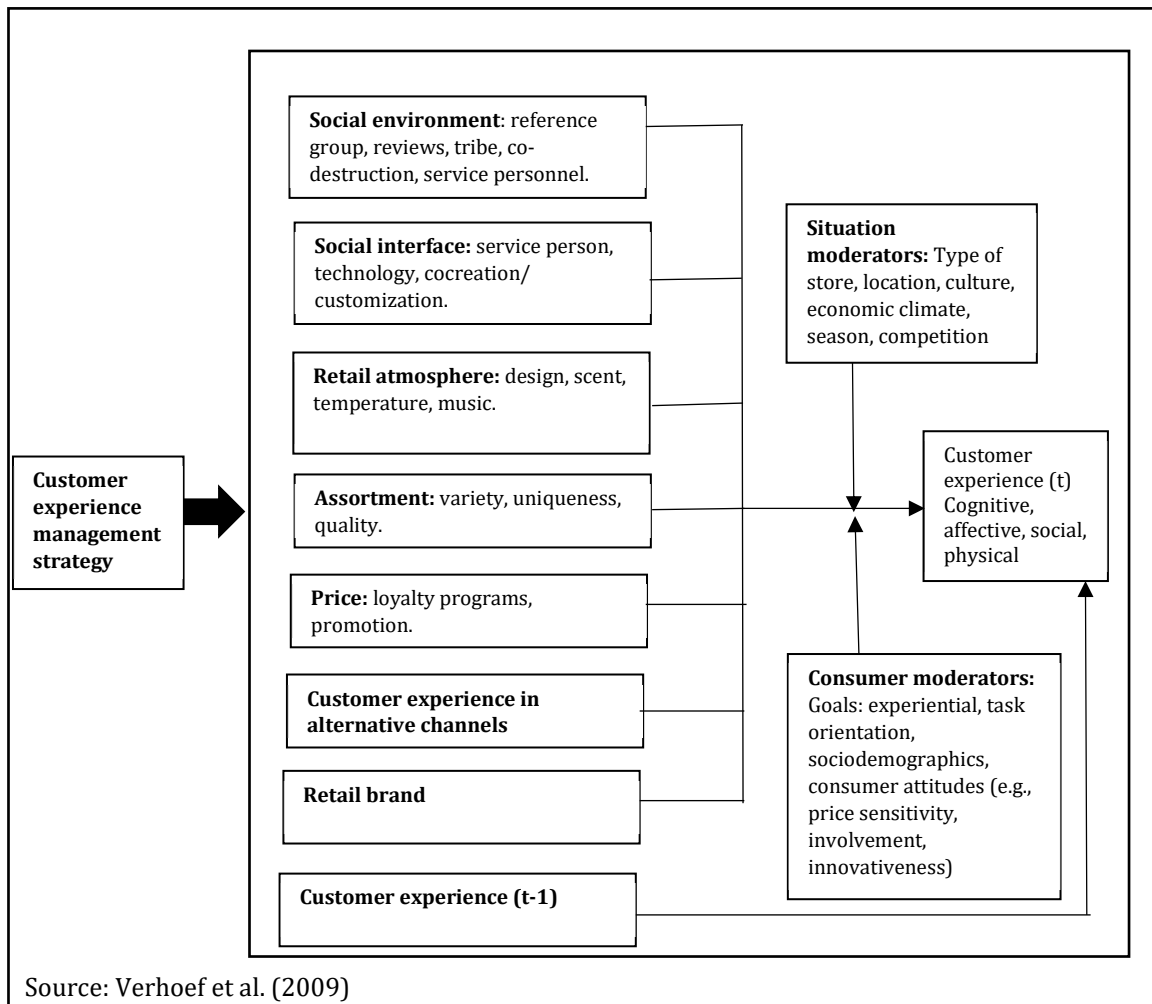 Social environment: reference
group, reviews, tribe, co-
destruction, service personnel.
Social interface: service person,
technology, cocreation/
customization.
Retail atmosphere: design, scent,
temperature, music.
Assortment: variety, uniqueness,
quality.
Price: loyalty programs,
promotion.
Customer experience in
alternative channels
Retail brand
Customer experience (t-1)
Customer
experience
management
strategy
Situation
moderators: Type of
store, location, culture,
economic climate,
season, competition
Customer
experience (t)
Cognitive,
affective, social,
physical
Consumer moderators:
Goals: experiential, task
orientation,
sociodemographics,
consumer attitudes (e.g.,
price sensitivity,
involvement,
innovativeness)
Source: Verhoef et al. (2009)